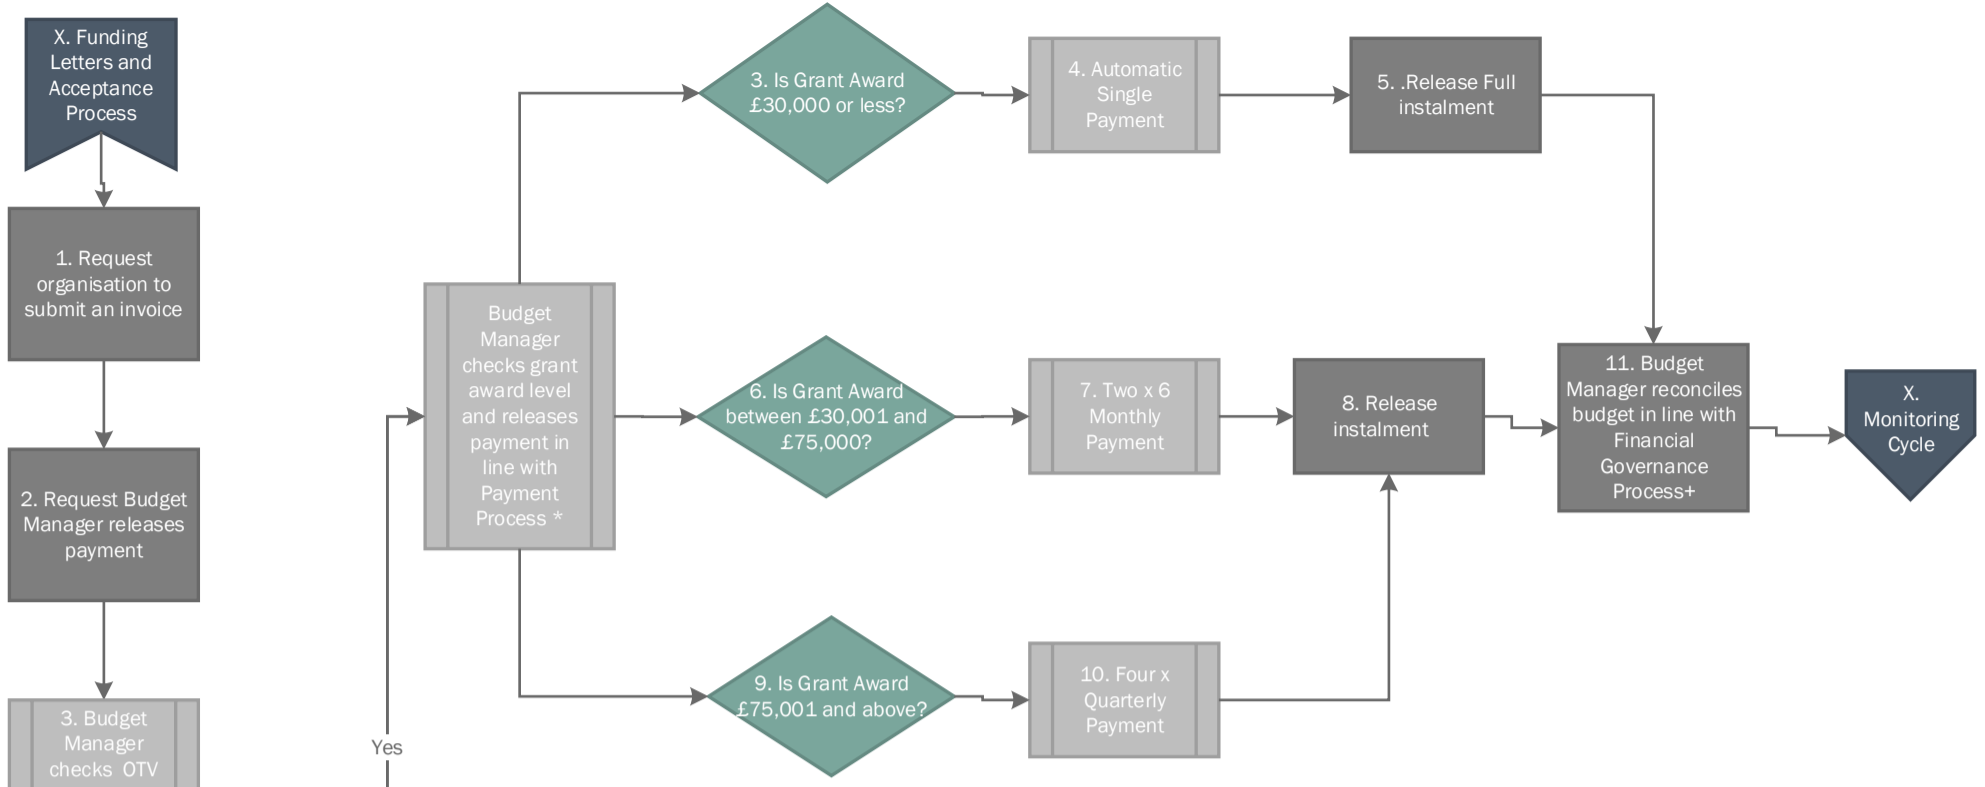 X. Funding
Letters and
Acceptance
Process
1. Request
organisation to
submit an invoice
2. Request Budget
Manager releases
payment
3. Budget
Manager
checks OTV
Yes
Budget
Manager
checks grant
award level
and releases
payment in
line with
Payment
Process *
3. Is Grant Award
£30,000 or less?
4. Automatic
Single
Payment
5. .Release Full
instalment
6. Is Grant Award
between £30,001 and
£75,000?
7. Two x 6
Monthly
Payment
8. Release
instalment
9. Is Grant Award
£75,001 and above?
10. Four x
Quarterly
Payment
11. Budget
Manager reconciles
budget in line with
Financial
Governance
Process+
X.
Monitoring
Cycle